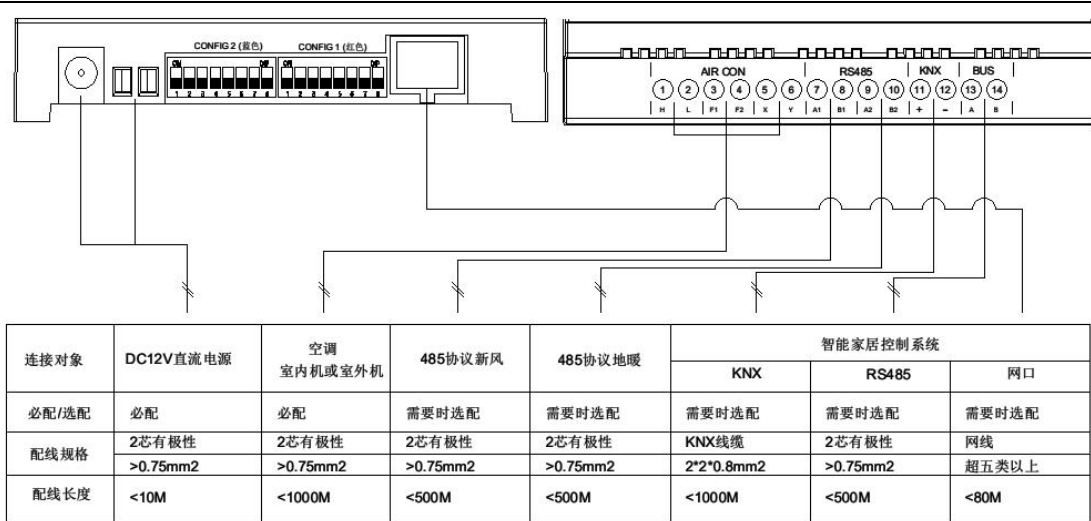 CONFIG 2 (蓝色) CONFIG 1 (红色)
ON DIP ON DIP
1 2 3 4 5 6 7 8 1 2 3 4 5 6 7 8
AIR CON RS485 KNX BUS
1 2 3 4 5 6 7 8 9 10 11 12 13 14
H L F1 F2 X Y A1 B1 A2 B2 + - A B
连接对象 DC12V直流电源 空调 室内机或室外机 485协议新风 485协议地暖 智能家居控制系统
KNX RS485 网口
必配/选配 必配 必配 需要时选配 需要时选配 需要时选配 需要时选配 需要时选配
配线规格 2芯有极性 2芯有极性 2芯有极性 2芯有极性 KNX线缆 2芯有极性 网线
>0.75mm2 >0.75mm2 >0.75mm2 >0.75mm2 2*2*0.8mm2 >0.75mm2 超五类以上
配线长度 <10M <1000M <500M <500M <1000M <500M <80M